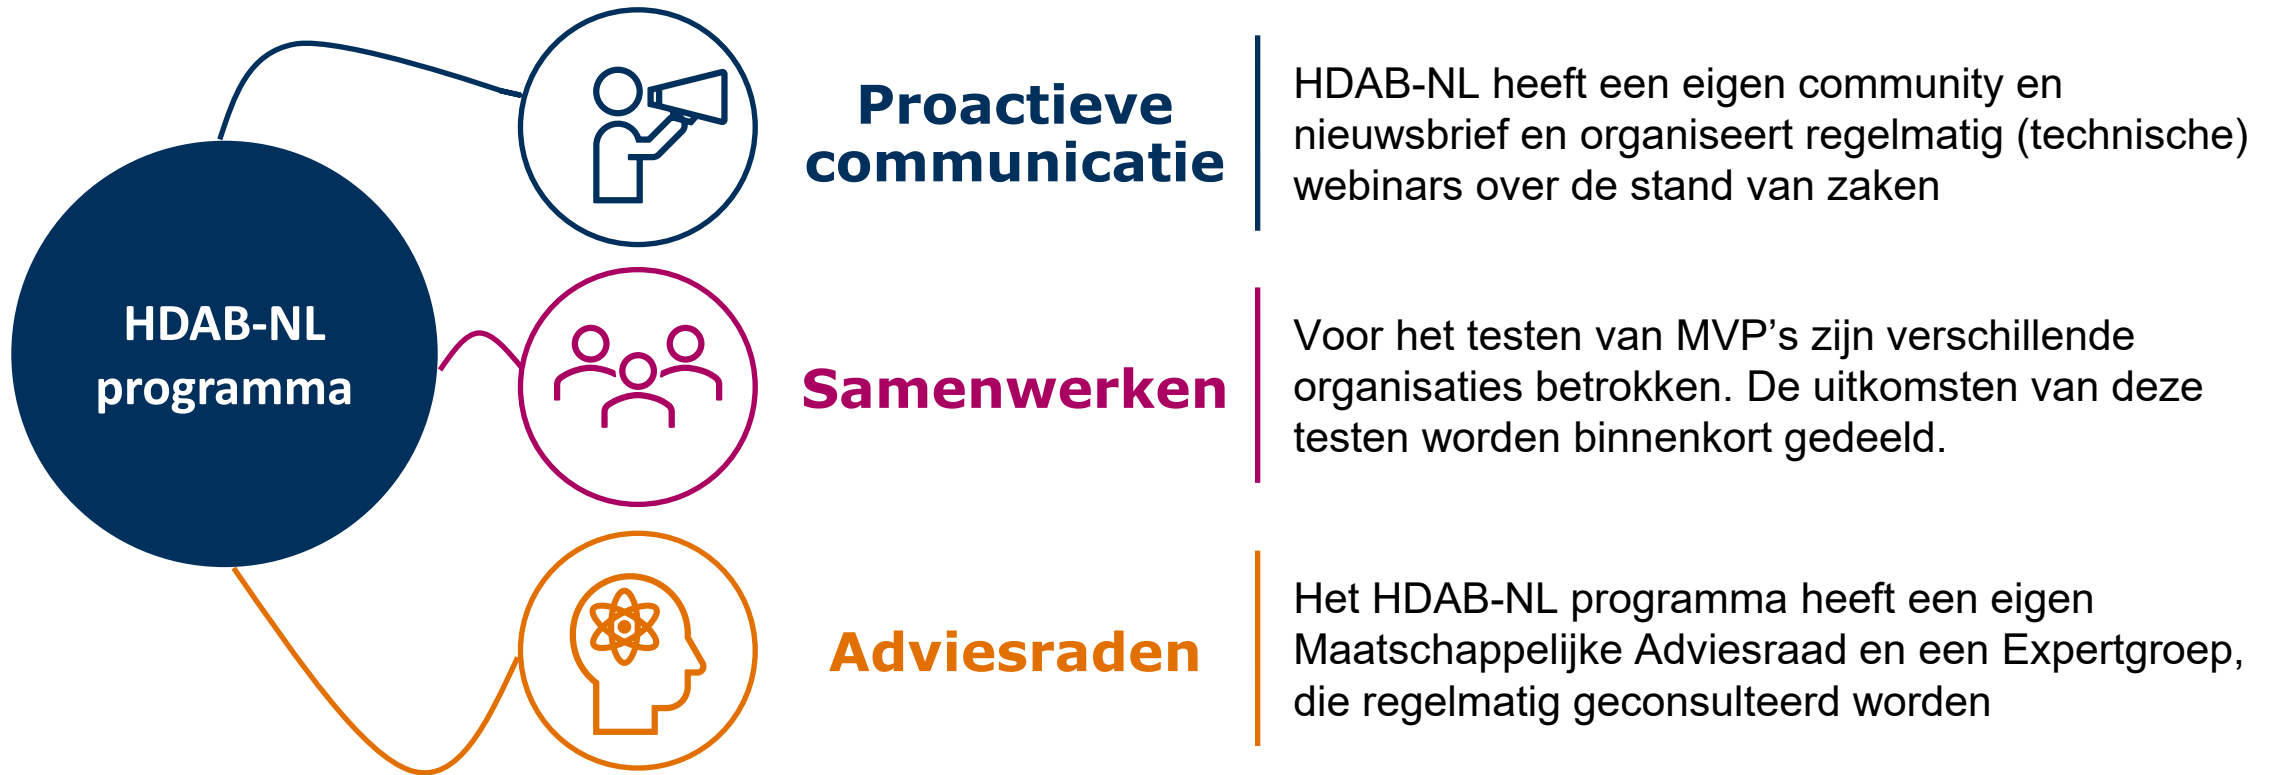 HDAB-NL
programma
Proactieve
communicatie
HDAB-NL heeft een eigen community en
nieuwsbrief en organiseert regelmatig (technische)
webinars over de stand van zaken
Samenwerken
Voor het testen van MVP’s zijn verschillende
organisaties betrokken. De uitkomsten van deze
testen worden binnenkort gedeeld.
Adviesraden
Het HDAB-NL programma heeft een eigen
Maatschappelijke Adviesraad en een Expertgroep,
die regelmatig geconsulteerd worden